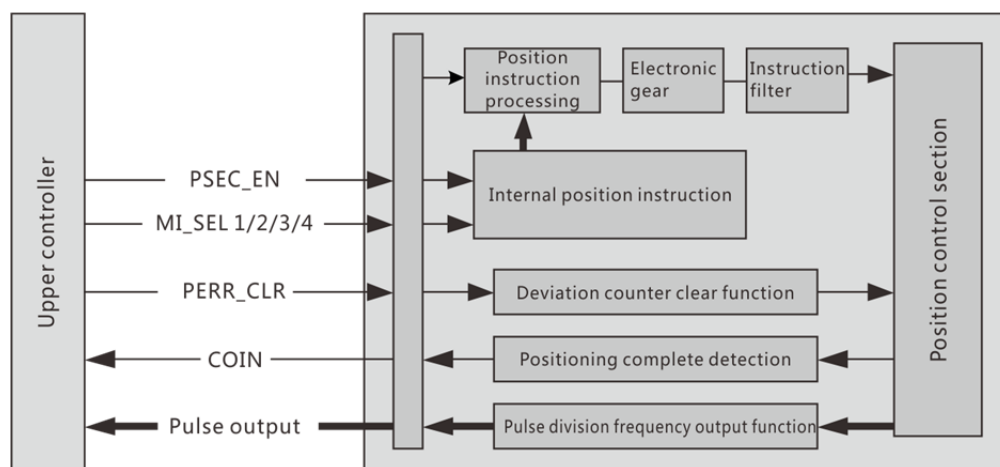 Upper controller
PSEC_EN
MI_SEL 1/2/3/4
PERR_CLR
COIN
Pulse output
Position
instruction
processing
Electronic
gear
Instruction
filter
Internal position instruction
Deviation counter clear function
Positioning complete detection
Pulse division frequency output function
Position control section